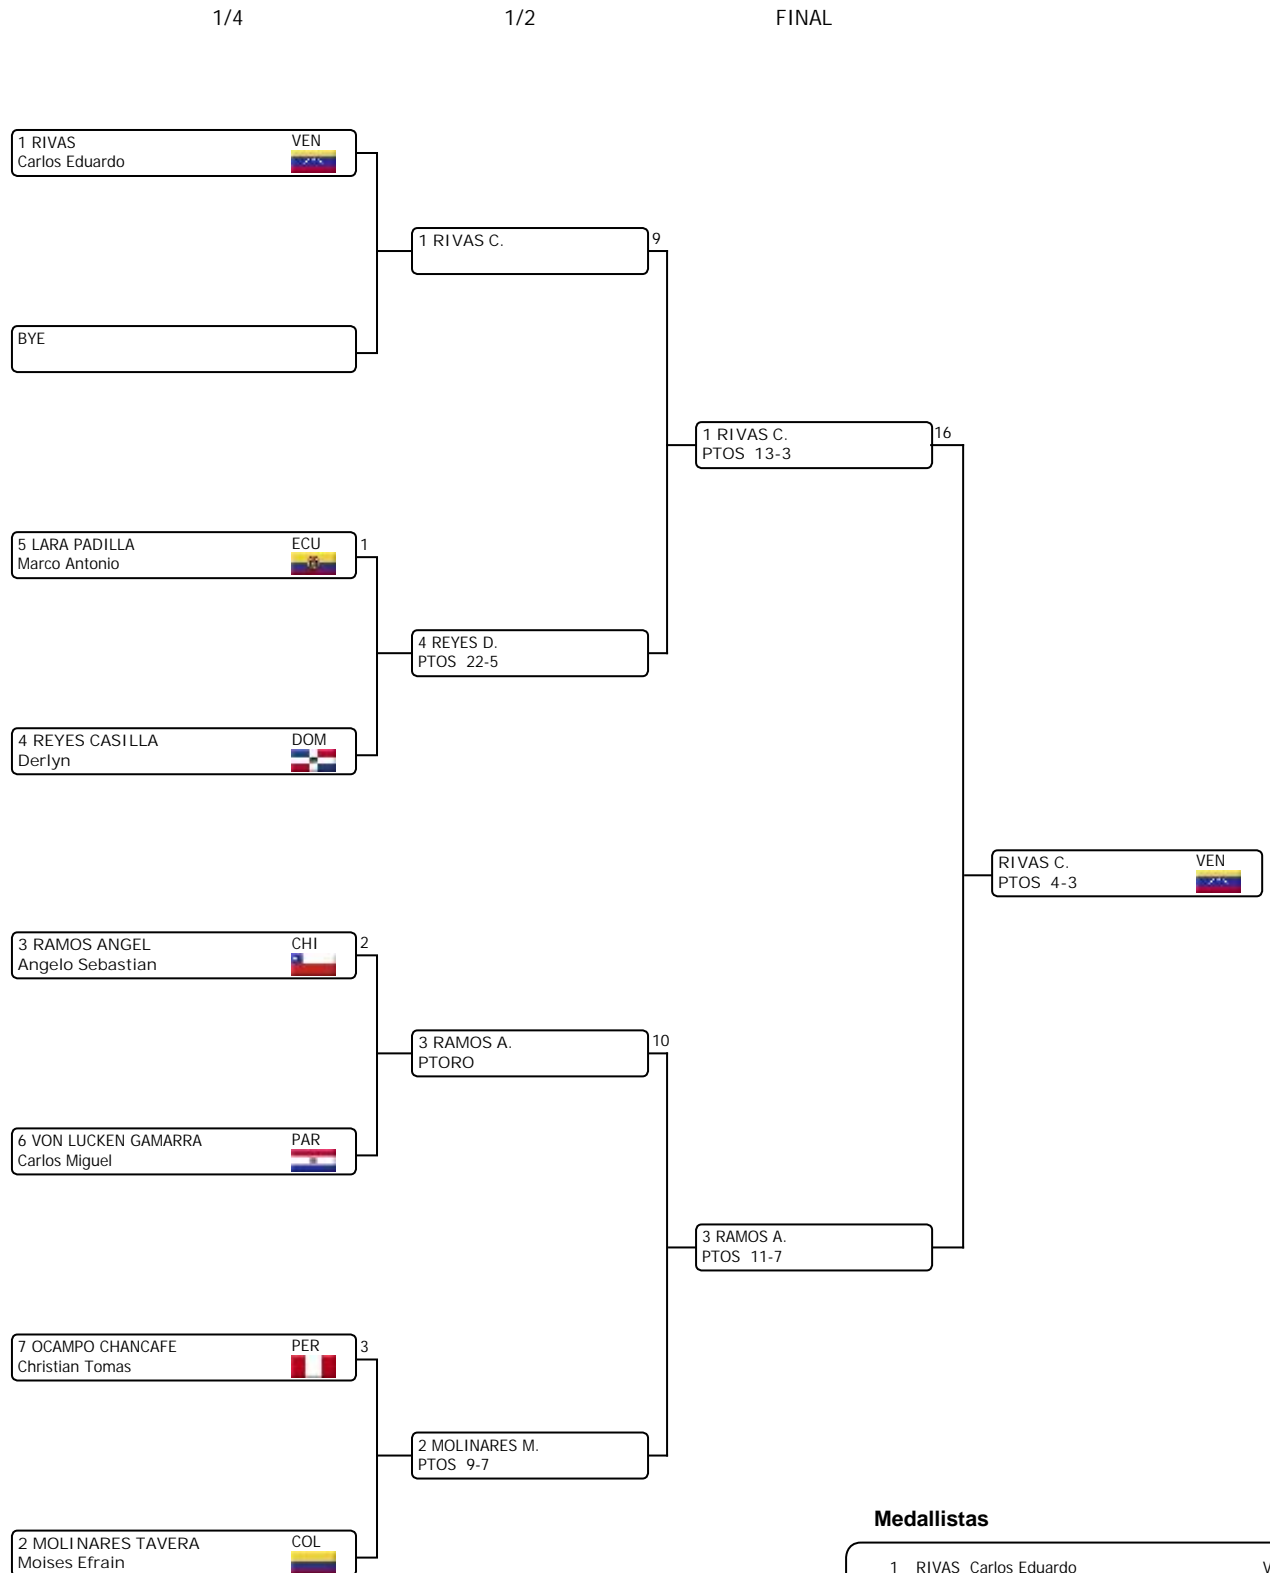 1/4 1/2 FINAL
1 RIVAS VEN
Carlos Eduardo
1 RIVAS C. 9
BYE
1 RIVAS C. 16
PTOS 13-3
5 LARA PADILLA ECU 1
Marco Antonio
4 REYES D.
PTOS 22-5
4 REYES CASILLA DOM
Derlyn
RIVAS C. VEN
PTOS 4-3
3 RAMOS ANGEL CHI 2
Angelo Sebastian
3 RAMOS A. 10
PTORO
6 VON LUCKEN GAMARRA PAR
Carlos Miguel
3 RAMOS A.
PTOS 11-7
7 OCAMPO CHANCAFE PER 3
Christian Tomas
2 MOLINARES M.
PTOS 9-7
2 MOLINARES TAVERA COL
Moises Efrain
Medallistas
1 RIVAS Carlos Eduardo